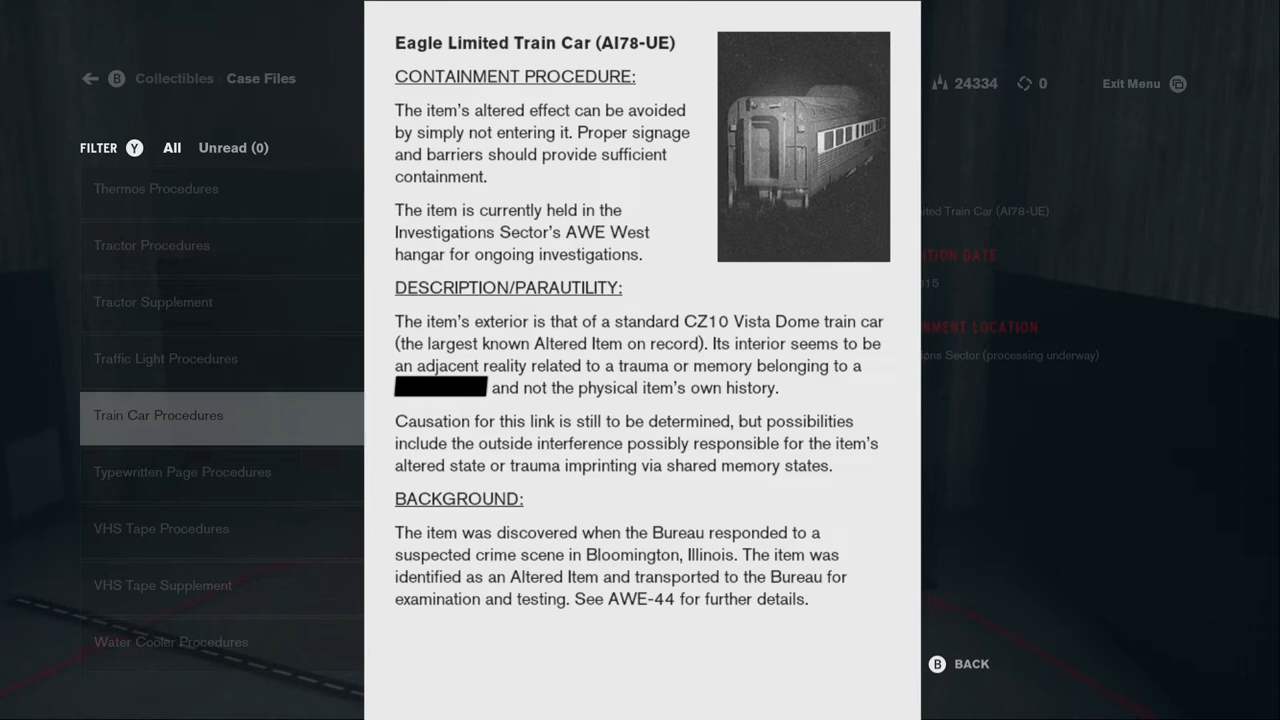 Eagle Limited Train Car (AI78-UE)
CONTAINMENT PROCEDURE:
The item's altered effect can be avoided
by simply not entering it. Proper signage
and barriers should provide sufficient
containment.
The item is currently held in the
Investigations Sector's AWE West
hangar for ongoing investigations.
DESCRIPTION/PARAUTILITY:
The item's exterior is that of a standard CZ10 Vista Dome train car
(the largest known Altered Item on record). Its interior seems to be
an adjacent reality related to a trauma or memory belonging to a
and not the physical item's own history.
Causation for this link is still to be determined, but possibilities
include the outside interference possibly responsible for the item's
altered state or trauma imprinting via shared memory states.
BACKGROUND:
The item was discovered when the Bureau responded to a
suspected crime scene in Bloomington, Illinois. The item was
identified as an Altered Item and transported to the Bureau for
examination and testing. See AWE-44 for further details.
B Collectibles Case Files
FILTER Y All Unread (0)
Thermos Procedures
Tractor Procedures
Tractor Supplement
Traffic Light Procedures
Train Car Procedures
Typewritten Page Procedures
VHS Tape Procedures
VHS Tape Supplement
Water Cooler Procedures
24334 0 Exit Menu
Train Car (AI78-UE)
DATE
15
LOCATION
Sector (processing underway)
B BACK